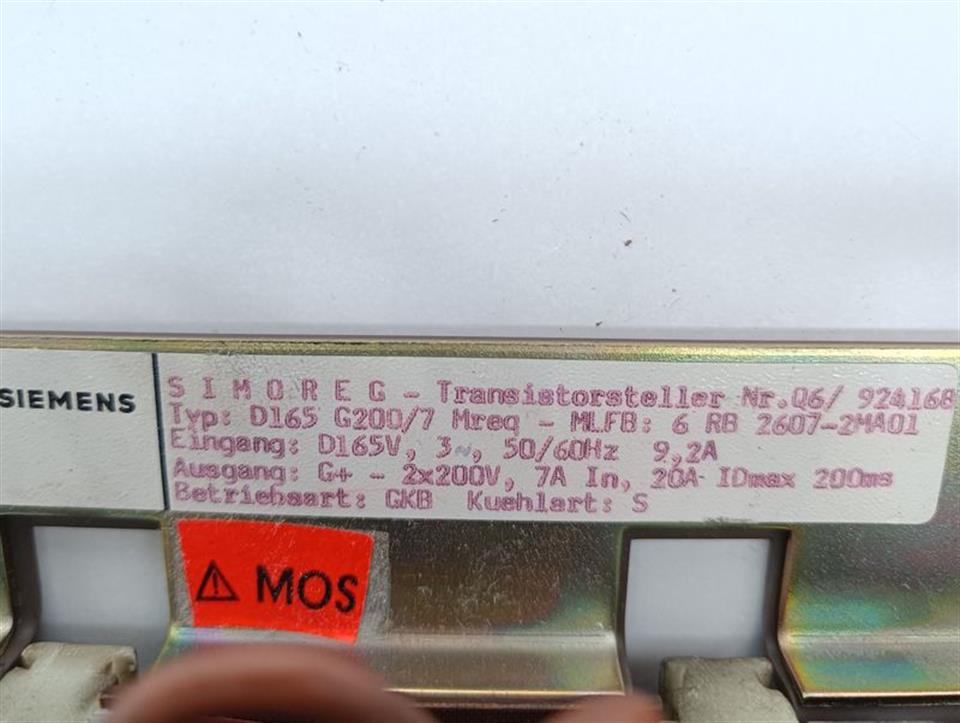 SIEMENS
S I M O R E G - Transistorsteller Nr.Q6/ 924168
Typ: D165 G200/7 Mreq - MLFB: 6 RB 2607-2MA01
Eingang: D165V, 3~, 50/60Hz 9,2A
Ausgang: G+ - 2x200V, 7A In, 20A IDmax 200ms
Betriebsart: GKB Kuehlart: S
⚠ MOS